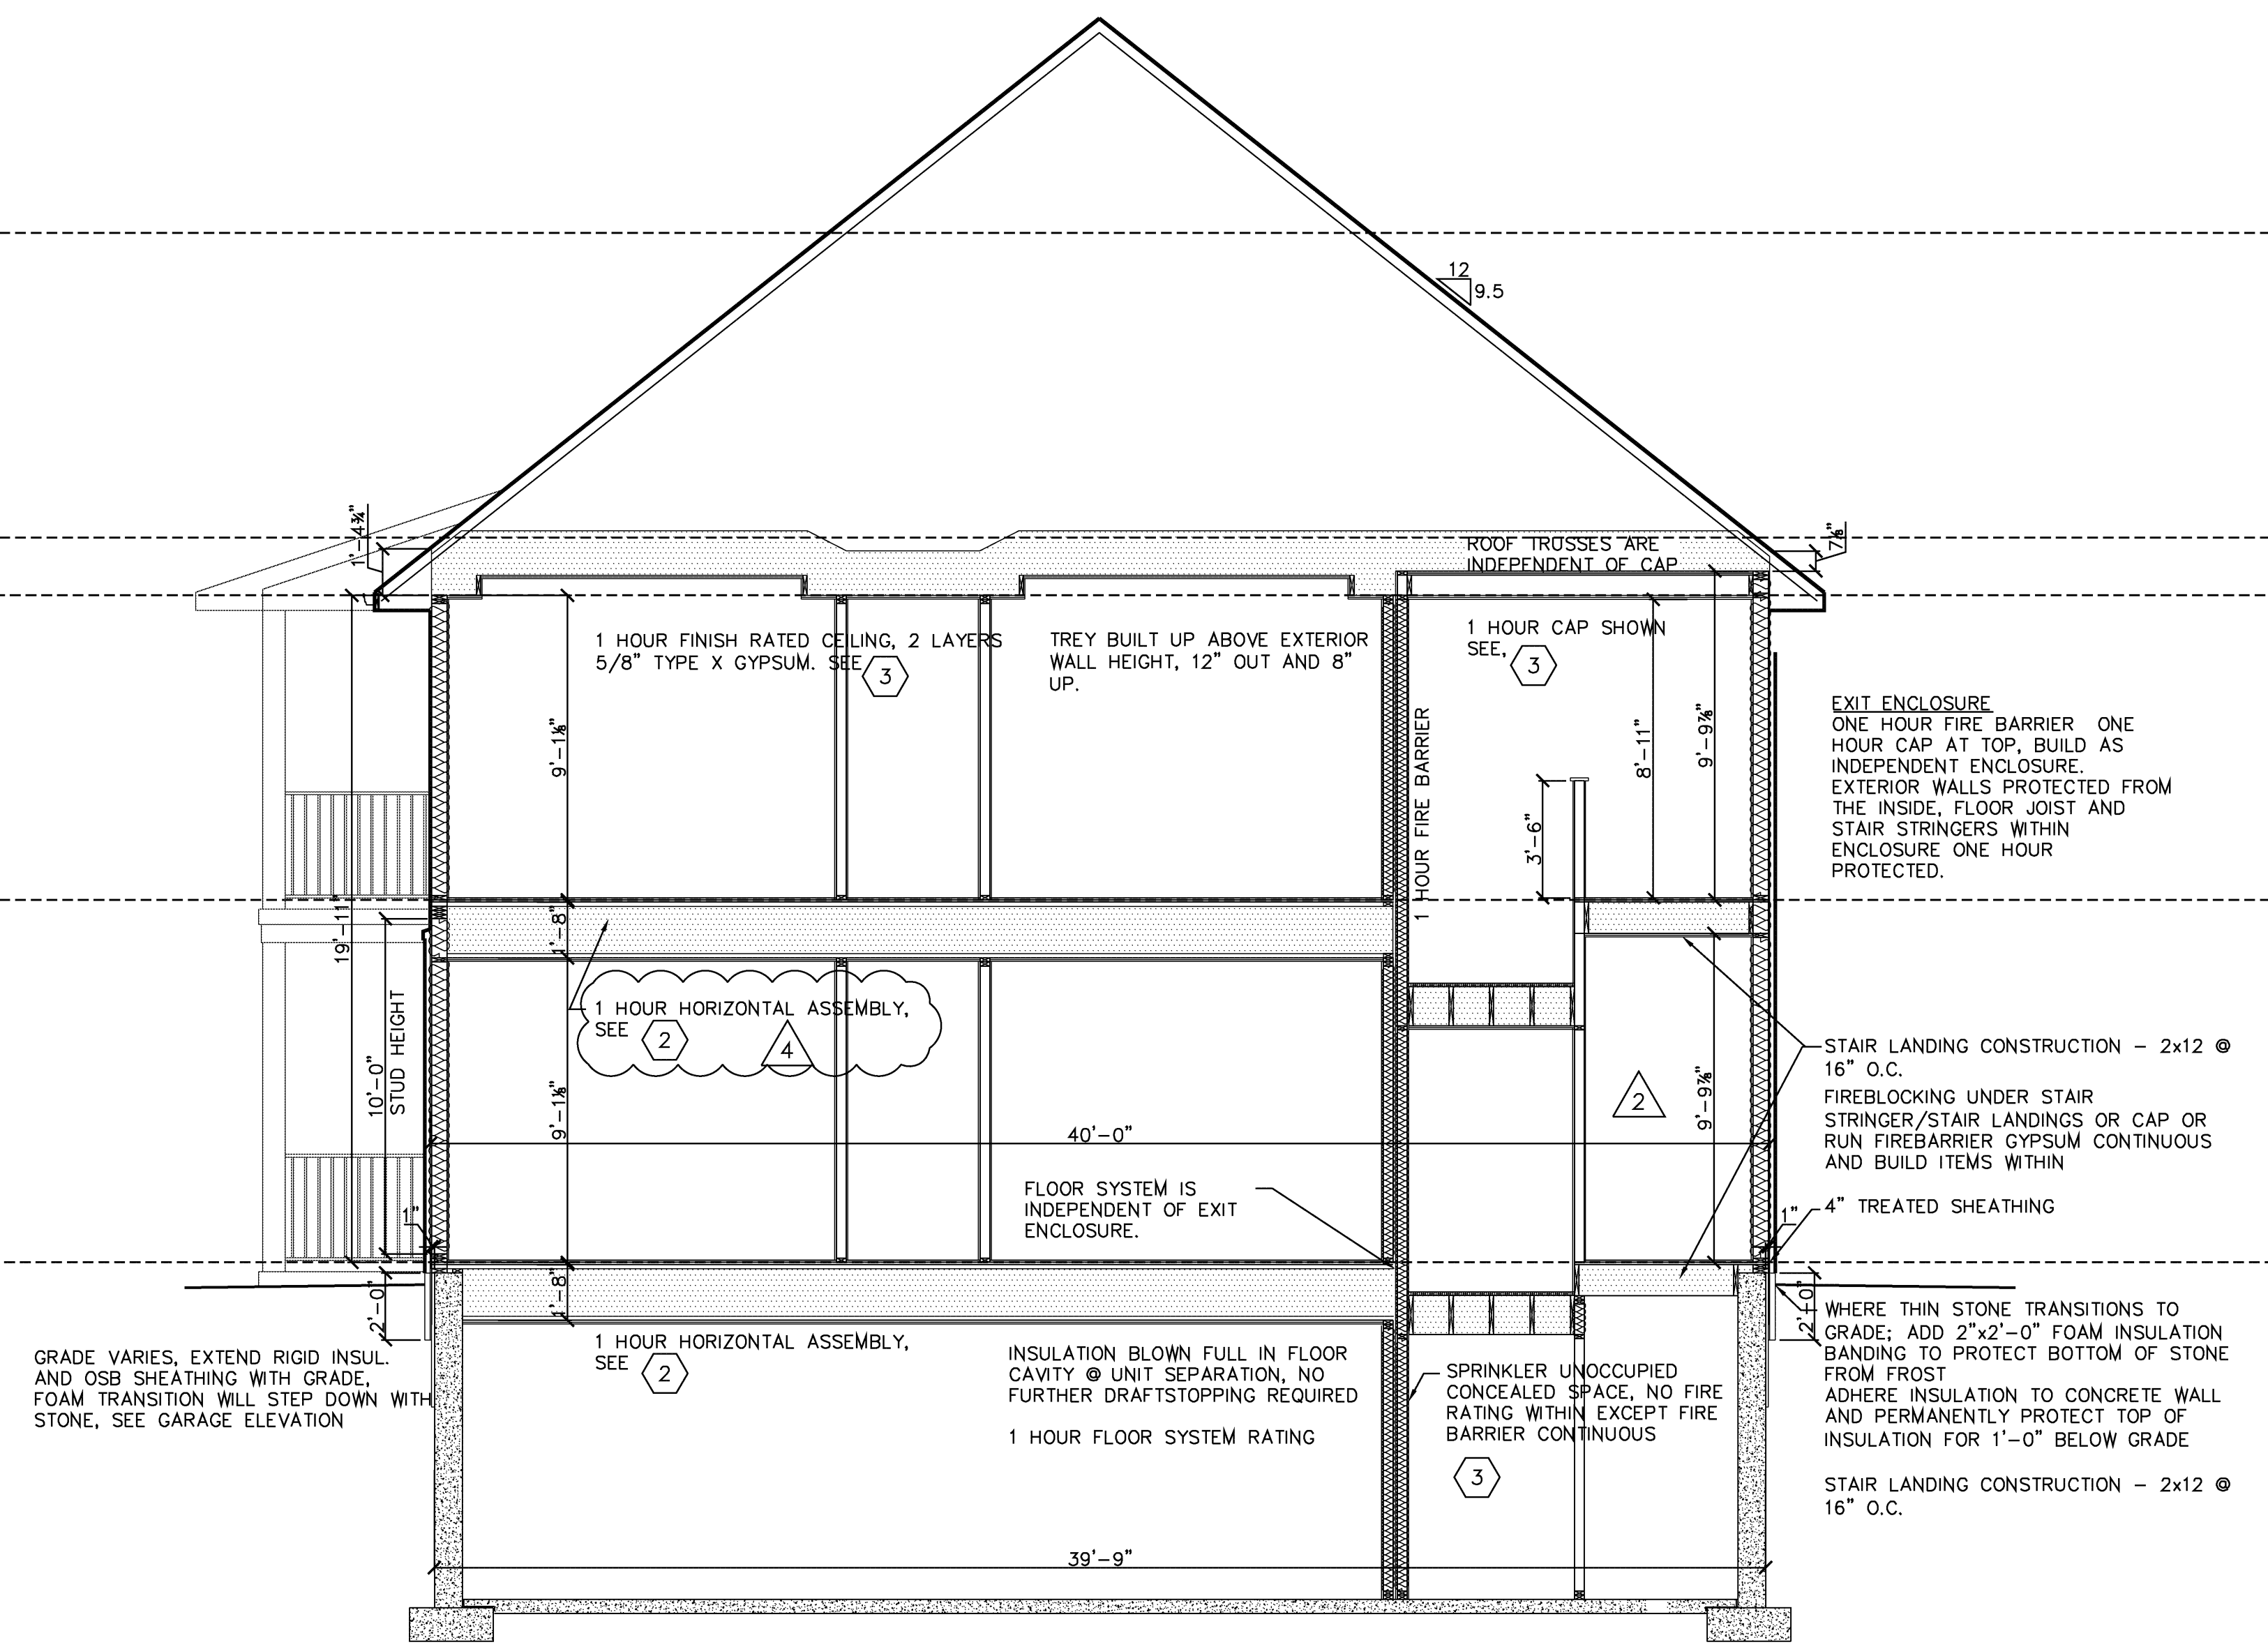 12
9.5
1'-4¾"
7⅛"
ROOF TRUSSES ARE
INDEPENDENT OF CAP
1 HOUR FINISH RATED CEILING, 2 LAYERS
5/8" TYPE X GYPSUM. SEE
3
TREY BUILT UP ABOVE EXTERIOR
WALL HEIGHT, 12" OUT AND 8"
UP.
1 HOUR CAP SHOWN
SEE,
3
9'-1⅛"
1 HOUR FIRE BARRIER
8'-11"
9'-9⅞"
3'-6"
EXIT ENCLOSURE
ONE HOUR FIRE BARRIER ONE
HOUR CAP AT TOP, BUILD AS
INDEPENDENT ENCLOSURE.
EXTERIOR WALLS PROTECTED FROM
THE INSIDE, FLOOR JOIST AND
STAIR STRINGERS WITHIN
ENCLOSURE ONE HOUR
PROTECTED.
19'-11"
1'-8"
10'-0"
STUD HEIGHT
1 HOUR HORIZONTAL ASSEMBLY,
SEE
2
4
9'-1⅛"
40'-0"
2
9'-9⅞"
STAIR LANDING CONSTRUCTION - 2x12 @
16" O.C.
FIREBLOCKING UNDER STAIR
STRINGER/STAIR LANDINGS OR CAP OR
RUN FIREBARRIER GYPSUM CONTINUOUS
AND BUILD ITEMS WITHIN
FLOOR SYSTEM IS
INDEPENDENT OF EXIT
ENCLOSURE.
1"
1"
4" TREATED SHEATHING
2'-0"
1'-8"
2'-0"
GRADE VARIES, EXTEND RIGID INSUL.
AND OSB SHEATHING WITH GRADE,
FOAM TRANSITION WILL STEP DOWN WITH
STONE, SEE GARAGE ELEVATION
1 HOUR HORIZONTAL ASSEMBLY,
SEE
2
INSULATION BLOWN FULL IN FLOOR
CAVITY @ UNIT SEPARATION, NO
FURTHER DRAFTSTOPPING REQUIRED
1 HOUR FLOOR SYSTEM RATING
SPRINKLER UNOCCUPIED
CONCEALED SPACE, NO FIRE
RATING WITHIN EXCEPT FIRE
BARRIER CONTINUOUS
3
WHERE THIN STONE TRANSITIONS TO
GRADE; ADD 2"x2'-0" FOAM INSULATION
BANDING TO PROTECT BOTTOM OF STONE
FROM FROST
ADHERE INSULATION TO CONCRETE WALL
AND PERMANENTLY PROTECT TOP OF
INSULATION FOR 1'-0" BELOW GRADE
STAIR LANDING CONSTRUCTION - 2x12 @
16" O.C.
39'-9"